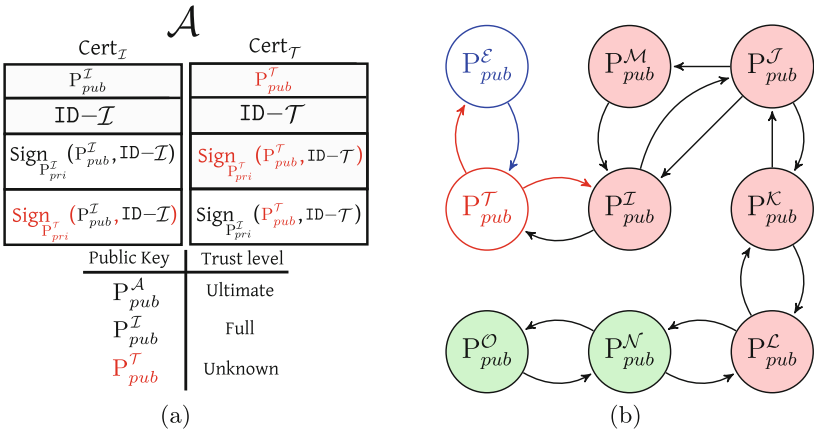 𝒜
Cert_ℐ
Cert_𝒯
P^ℐ_pub
P^𝒯_pub
ID−ℐ
ID−𝒯
Sign_{P^ℐ_pri}(P^ℐ_pub, ID−ℐ)
Sign_{P^𝒯_pri}(P^𝒯_pub, ID−𝒯)
Sign_{P^𝒯_pri}(P^ℐ_pub, ID−ℐ)
Sign_{P^ℐ_pri}(P^𝒯_pub, ID−𝒯)
Public Key
Trust level
P^𝒜_pub
Ultimate
P^ℐ_pub
Full
P^𝒯_pub
Unknown
(a)
P^ℰ_pub
P^ℳ_pub
P^𝒥_pub
P^𝒯_pub
P^ℐ_pub
P^𝒦_pub
P^𝒪_pub
P^𝒩_pub
P^ℒ_pub
(b)